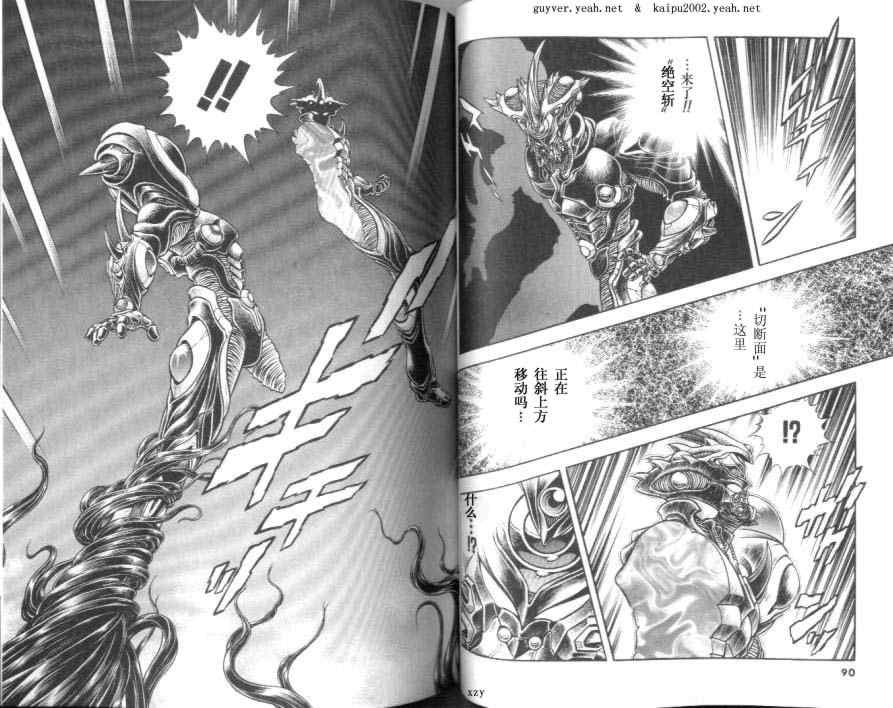 guyver.yeah.net & kaipu2002.yeah.net
…来了!!
"绝空斩"
"切断面"是
…这里
正在
往斜上方
移动吗…
!?
什么…!?
!!
90
xzy